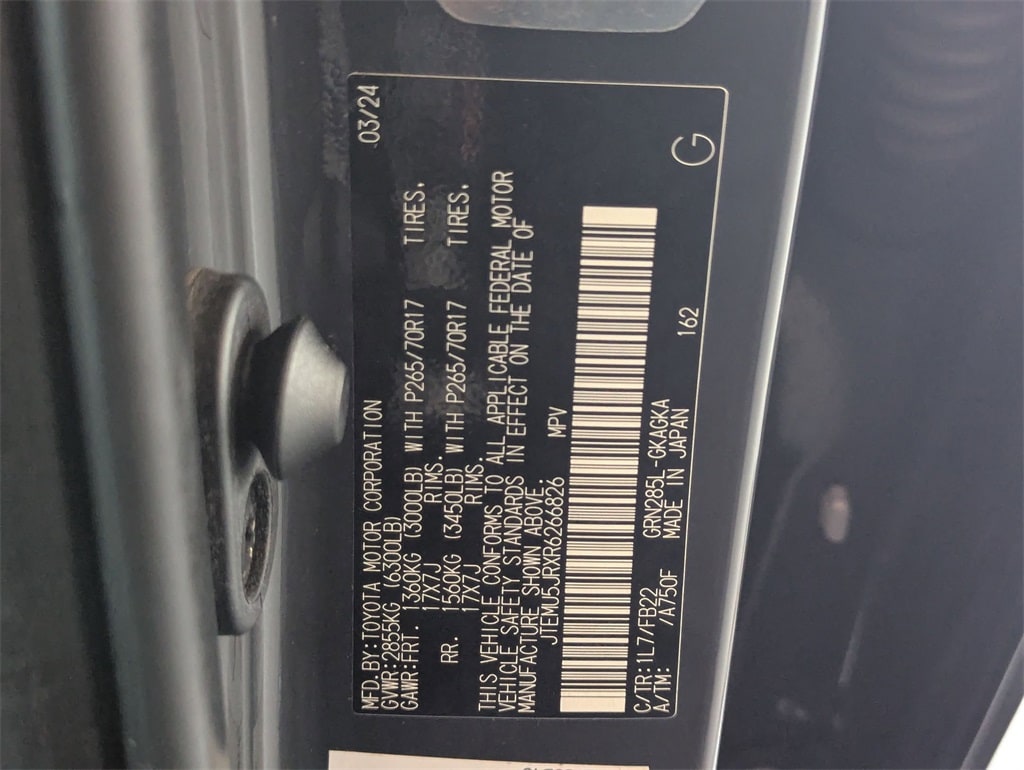 MFD.BY:TOYOTA MOTOR CORPORATION 03/24
GVWR:2855KG (6300LB)
GAWR:FRT. 1360KG (3000LB) WITH P265/70R17 TIRES.
17X7J RIMS.
RR. 1560KG (3450LB) WITH P265/70R17 TIRES.
17X7J RIMS.
THIS VEHICLE CONFORMS TO ALL APPLICABLE FEDERAL MOTOR
VEHICLE SAFETY STANDARDS IN EFFECT ON THE DATE OF
MANUFACTURE SHOWN ABOVE.
JTEMU5JRXR6266826 MPV
C/TR:1L7/FB22 GRN285L-GKAGKA 162
A/TM: /A750F MADE IN JAPAN
G